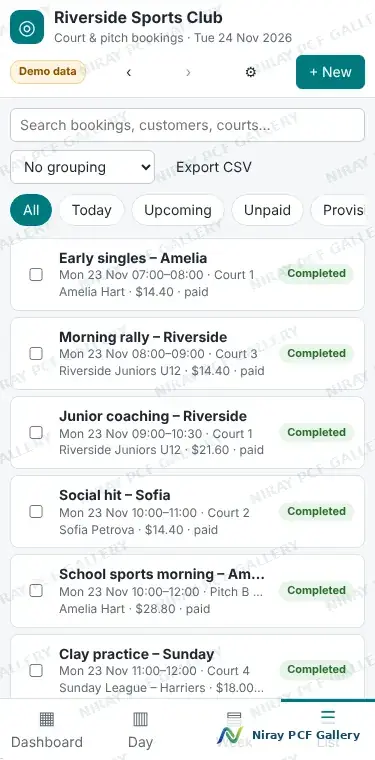 Riverside Sports Club
Court & pitch bookings · Tue 24 Nov 2026
Demo data
‹
›
+ New
Search bookings, customers, courts...
No grouping
Export CSV
All
Today
Upcoming
Unpaid
Provisi
Early singles – Amelia
Mon 23 Nov 07:00–08:00 · Court 1
Amelia Hart · $14.40 · paid
Completed
Morning rally – Riverside
Mon 23 Nov 08:00–09:00 · Court 3
Riverside Juniors U12 · $14.40 · paid
Completed
Junior coaching – Riverside
Mon 23 Nov 09:00–10:30 · Court 1
Riverside Juniors U12 · $21.60 · paid
Completed
Social hit – Sofia
Mon 23 Nov 10:00–11:00 · Court 2
Sofia Petrova · $14.40 · paid
Completed
School sports morning – Am...
Mon 23 Nov 10:00–12:00 · Pitch B ...
Amelia Hart · $28.80 · paid
Completed
Clay practice – Sunday
Mon 23 Nov 11:00–12:00 · Court 4
Sunday League – Harriers · $18.00...
Completed
Dashboard
Day
Week
List
Niray PCF Gallery
NIRAY PCF GALLERY